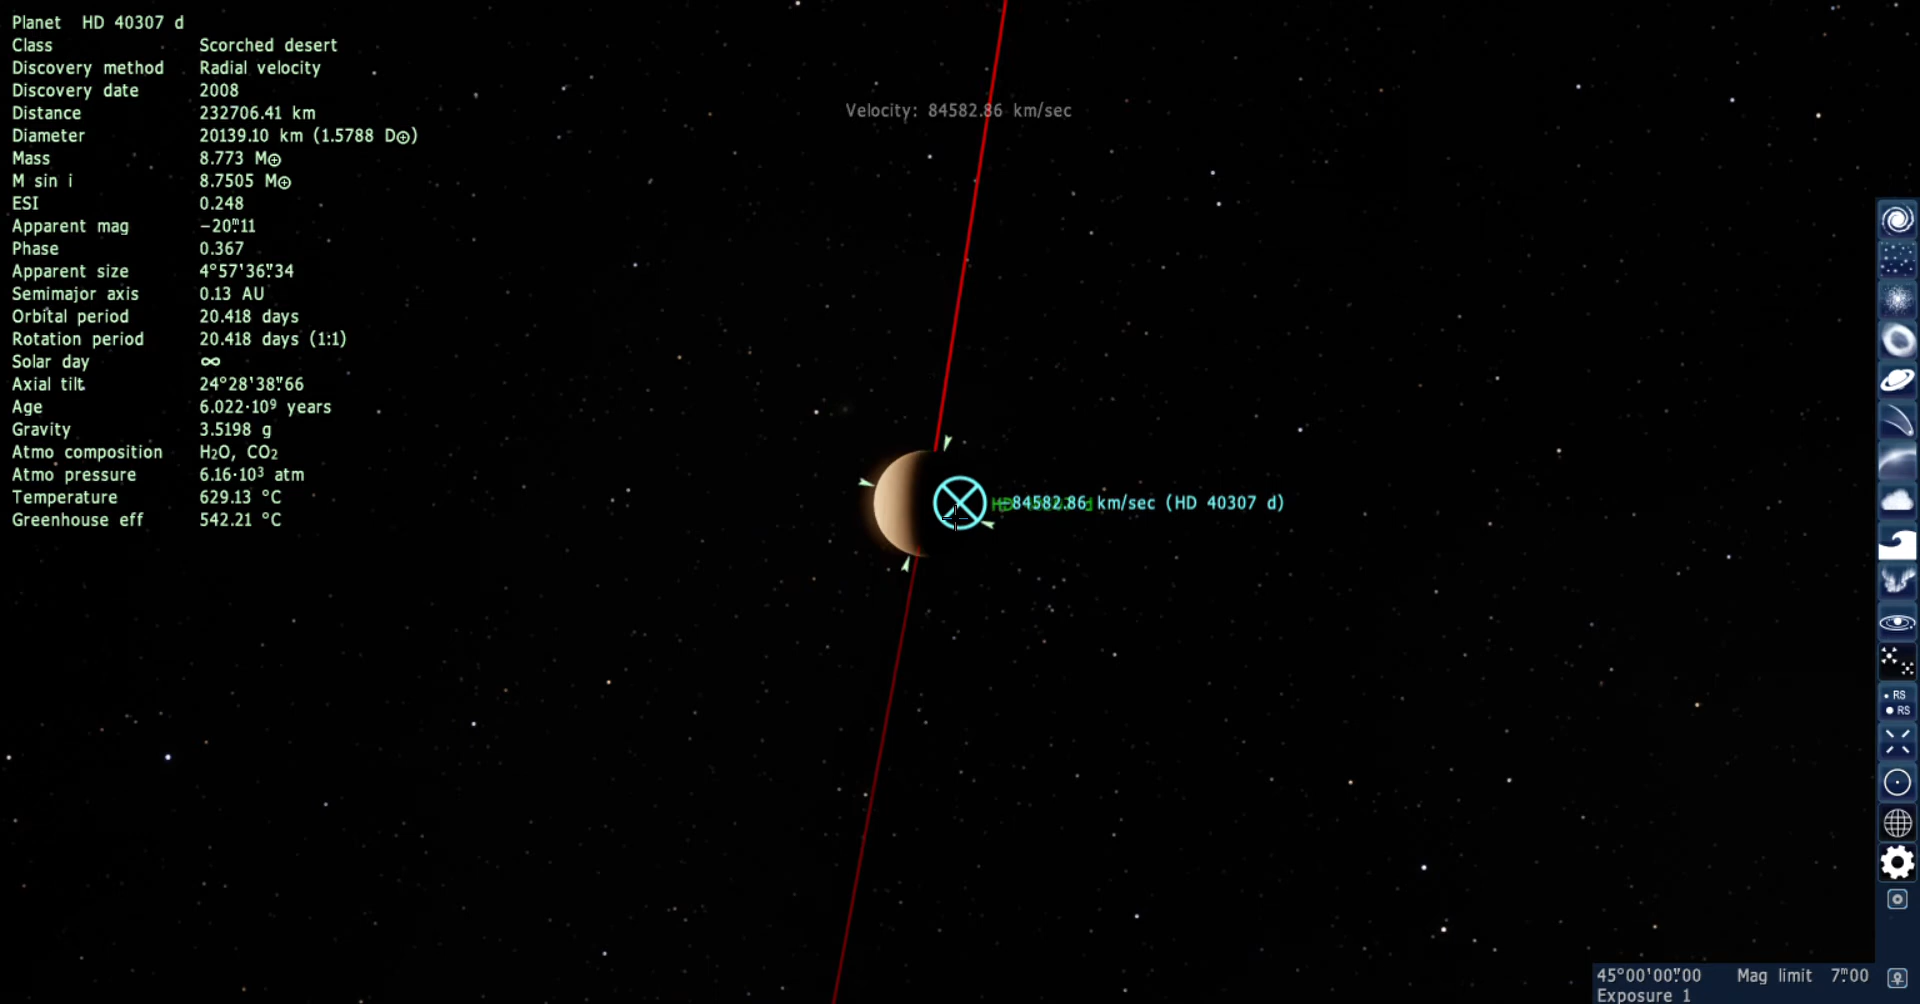 Planet HD 40307 d
Class Scorched desert
Discovery method Radial velocity
Discovery date 2008
Distance 232706.41 km
Diameter 20139.10 km (1.5788 D⊕)
Mass 8.773 M⊕
M sin i 8.7505 M⊕
ESI 0.248
Apparent mag −20ᵐ.11
Phase 0.367
Apparent size 4°57'36".34
Semimajor axis 0.13 AU
Orbital period 20.418 days
Rotation period 20.418 days (1:1)
Solar day ∞
Axial tilt 24°28'38".66
Age 6.022·10⁹ years
Gravity 3.5198 g
Atmo composition H₂O, CO₂
Atmo pressure 6.16·10³ atm
Temperature 629.13 °C
Greenhouse eff 542.21 °C
Velocity: 84582.86 km/sec
84582.86 km/sec (HD 40307 d)
RS
RS
45°00'00".00 Mag limit 7ᵐ.00
Exposure 1